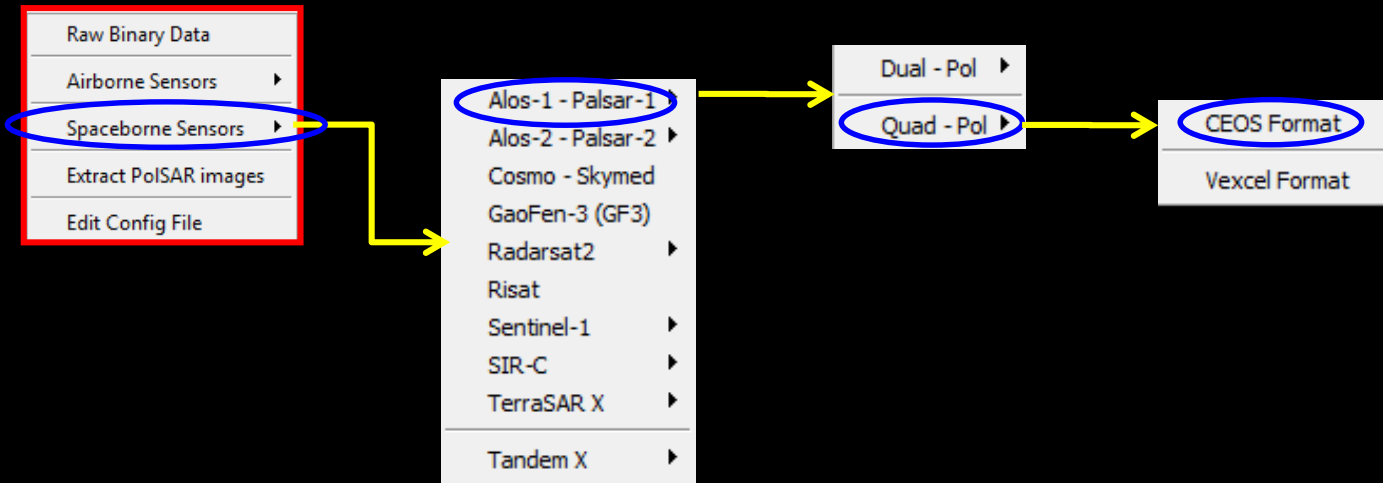 Raw Binary Data
Airborne Sensors
Spaceborne Sensors
Extract PolSAR images
Edit Config File
Alos-1 - Palsar-1
Alos-2 - Palsar-2
Cosmo - Skymed
GaoFen-3 (GF3)
Radarsat2
Risat
Sentinel-1
SIR-C
TerraSAR X
Tandem X
Dual - Pol
Quad - Pol
CEOS Format
Vexcel Format